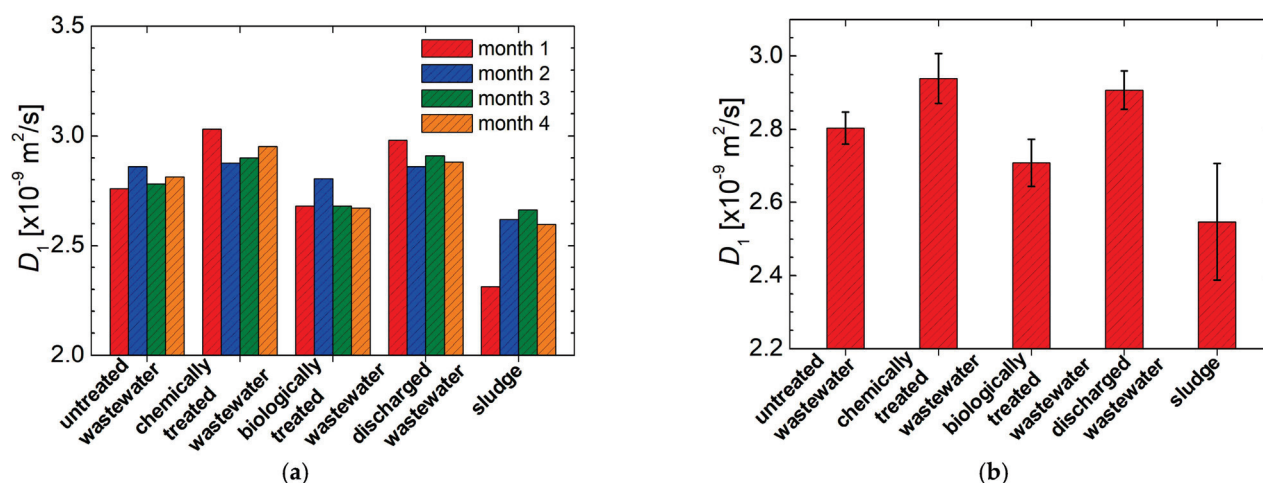 3.5
3.0
2.5
2.0
D₁ [x10⁻⁹ m²/s]
month 1
month 2
month 3
month 4
untreated
wastewater
chemically
treated
wastewater
biologically
treated
wastewater
discharged
wastewater
sludge
(a)
3.0
2.8
2.6
2.4
2.2
D₁ [x10⁻⁹ m²/s]
untreated
wastewater
chemically
treated
wastewater
biologically
treated
wastewater
discharged
wastewater
sludge
(b)